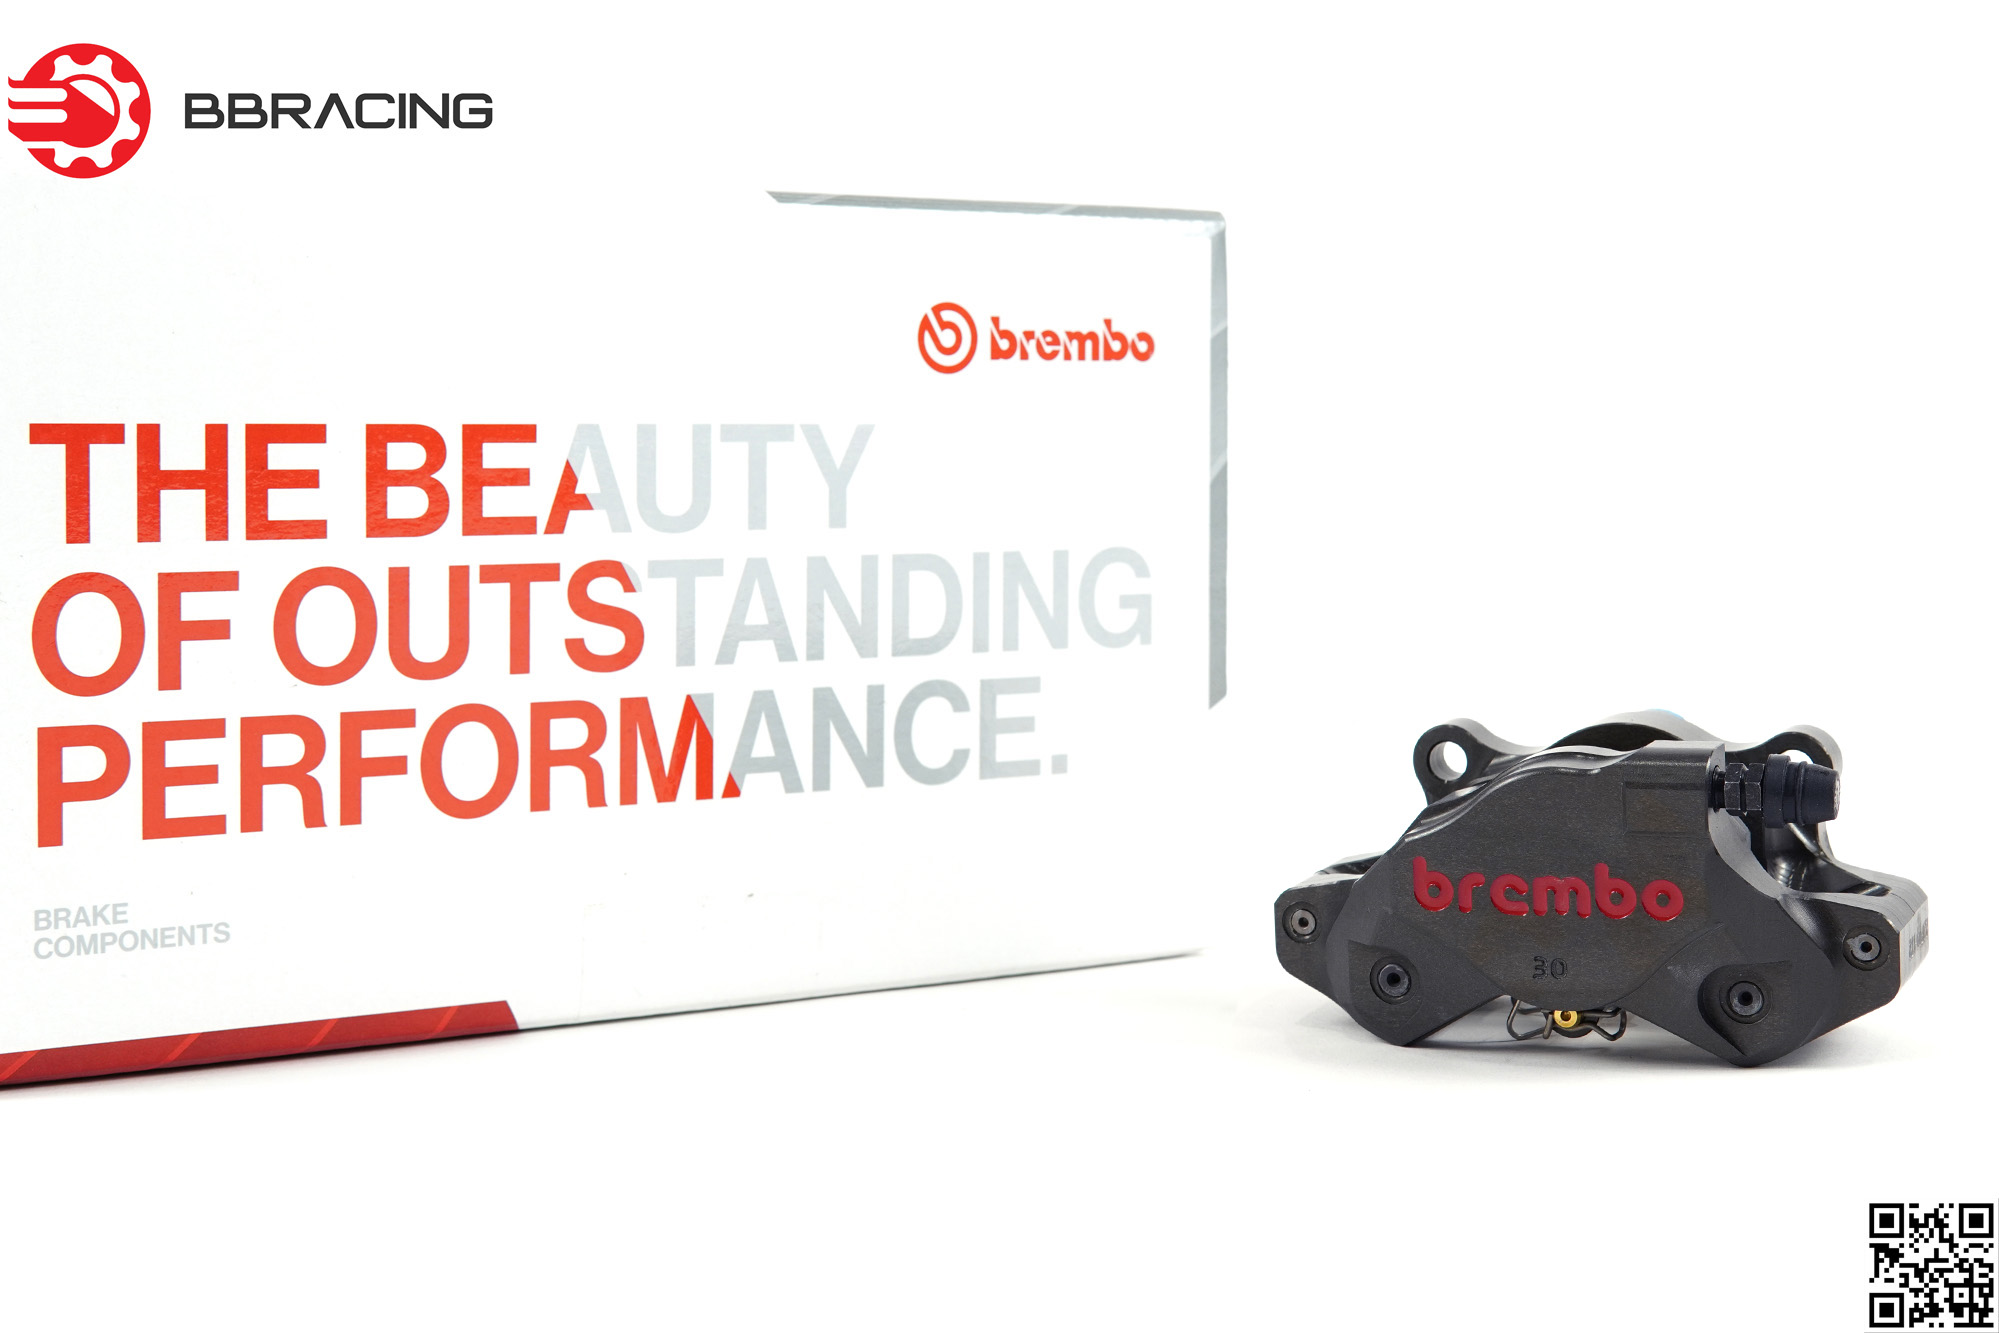 BBRACING
brembo
THE BEAUTY
OF OUTSTANDING
PERFORMANCE.
BRAKE
COMPONENTS
brembo
30